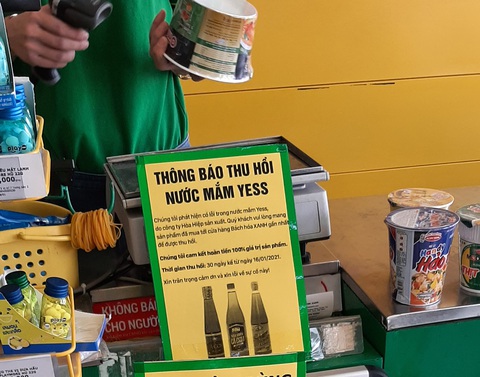 THÔNG BÁO THU HỒI
NƯỚC MẮM YESS
Chúng tôi phát hiện có lỗi trong nước mắm Yess,
do công ty Hòa Hiệp sản xuất. Quý khách vui lòng mang
sản phẩm đã mua tới cửa hàng Bách hóa XANH gần nhất
để được thu hồi.
Chúng tôi cam kết hoàn tiền 100% giá trị sản phẩm.
Thời gian thu hồi: 30 ngày kể từ ngày 16/01/2021.
Xin trân trọng cảm ơn và xin lỗi về sự cố này!
KHÔNG BÁ
CHO NGƯỜ